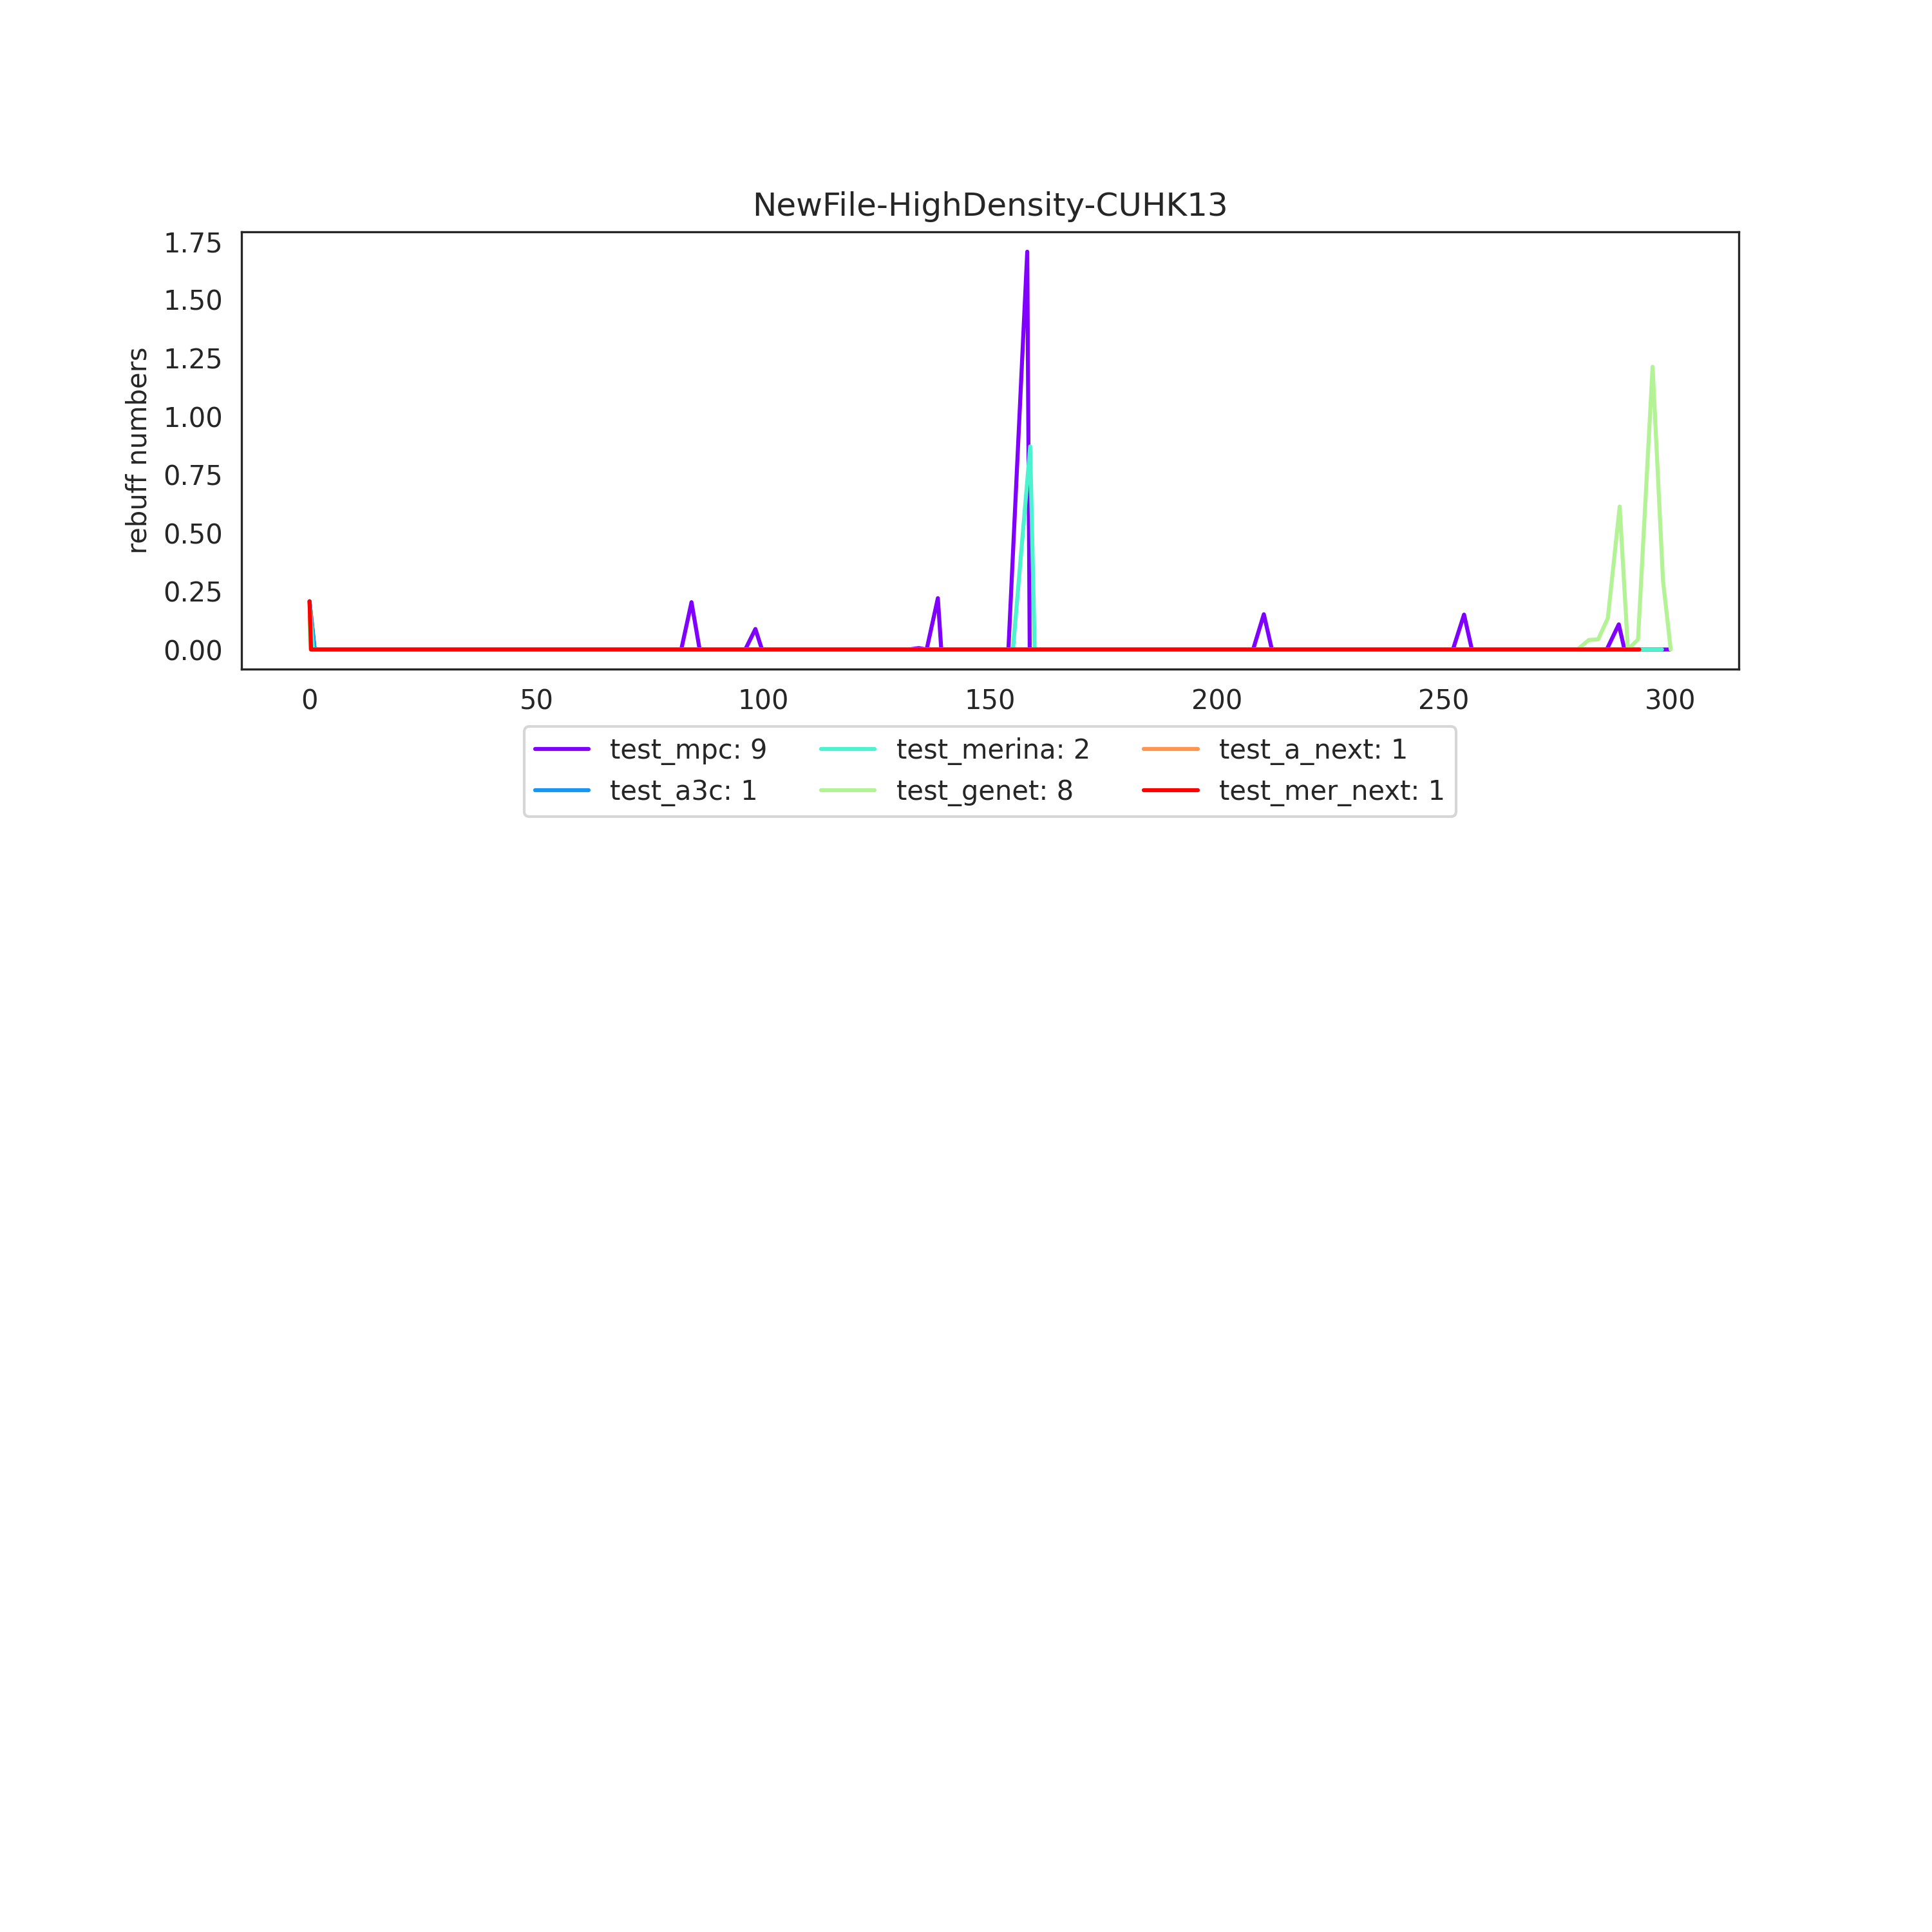 NewFile-HighDensity-CUHK13
1.75
1.50
1.25
1.00
0.75
0.50
0.25
0.00
rebuff numbers
0 50 100 150 200 250 300
test_mpc: 9 test_merina: 2 test_a_next: 1
test_a3c: 1 test_genet: 8 test_mer_next: 1